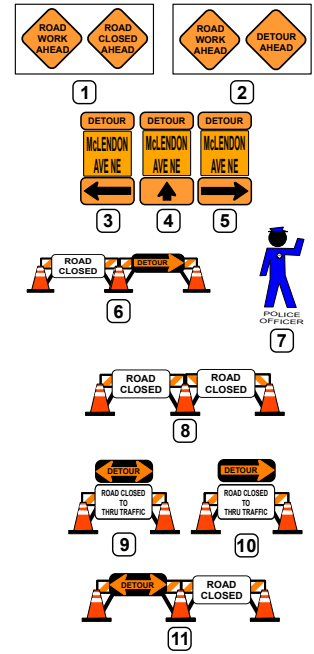 ROAD
WORK
AHEAD
ROAD
CLOSED
AHEAD
ROAD
WORK
AHEAD
DETOUR
AHEAD
1
2
DETOUR
McLENDON
AVE NE
DETOUR
McLENDON
AVE NE
DETOUR
McLENDON
AVE NE
3
4
5
ROAD
CLOSED
DETOUR
6
POLICE
OFFICER
7
ROAD
CLOSED
ROAD
CLOSED
8
DETOUR
ROAD CLOSED
TO
THRU TRAFFIC
DETOUR
ROAD CLOSED
TO
THRU TRAFFIC
9
10
DETOUR
ROAD
CLOSED
11